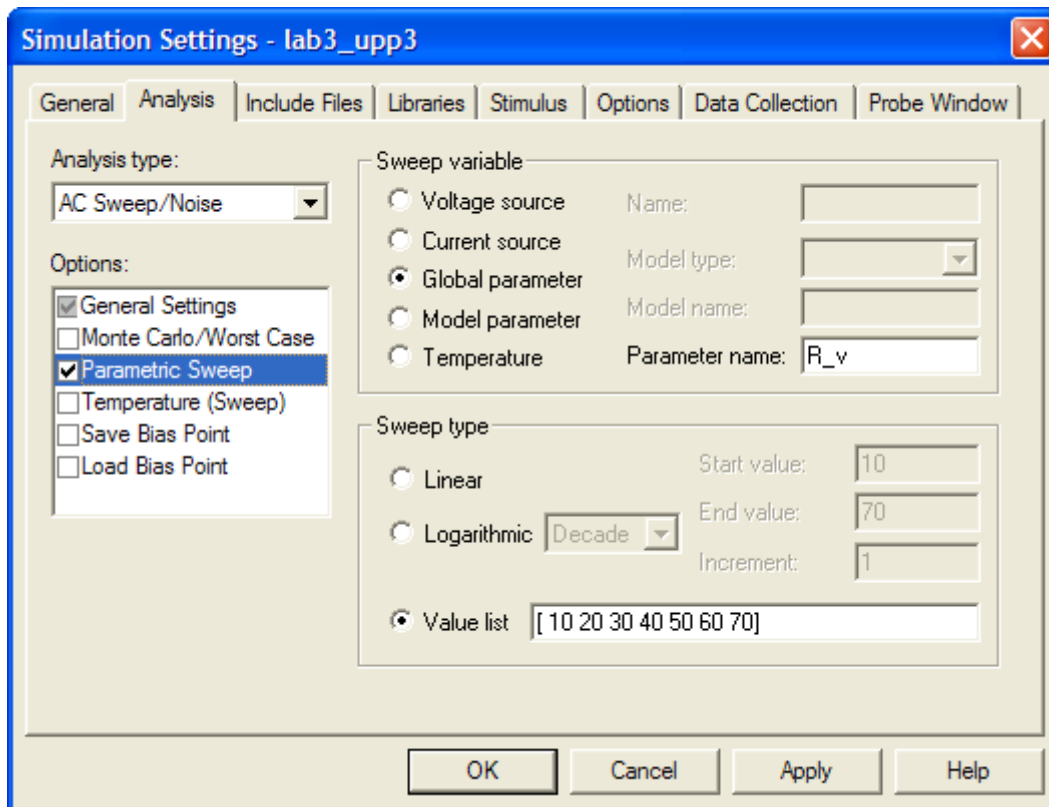 Simulation Settings - lab3_upp3
General Analysis Include Files Libraries Stimulus Options Data Collection Probe Window
Analysis type:
AC Sweep/Noise
Options:
General Settings
Monte Carlo/Worst Case
Parametric Sweep
Temperature (Sweep)
Save Bias Point
Load Bias Point
Sweep variable
Voltage source
Current source
Global parameter
Model parameter
Temperature
Name:
Model type:
Model name:
Parameter name: R_v
Sweep type
Linear
Logarithmic Decade
Start value: 10
End value: 70
Increment: 1
Value list [ 10 20 30 40 50 60 70]
OK Cancel Apply Help